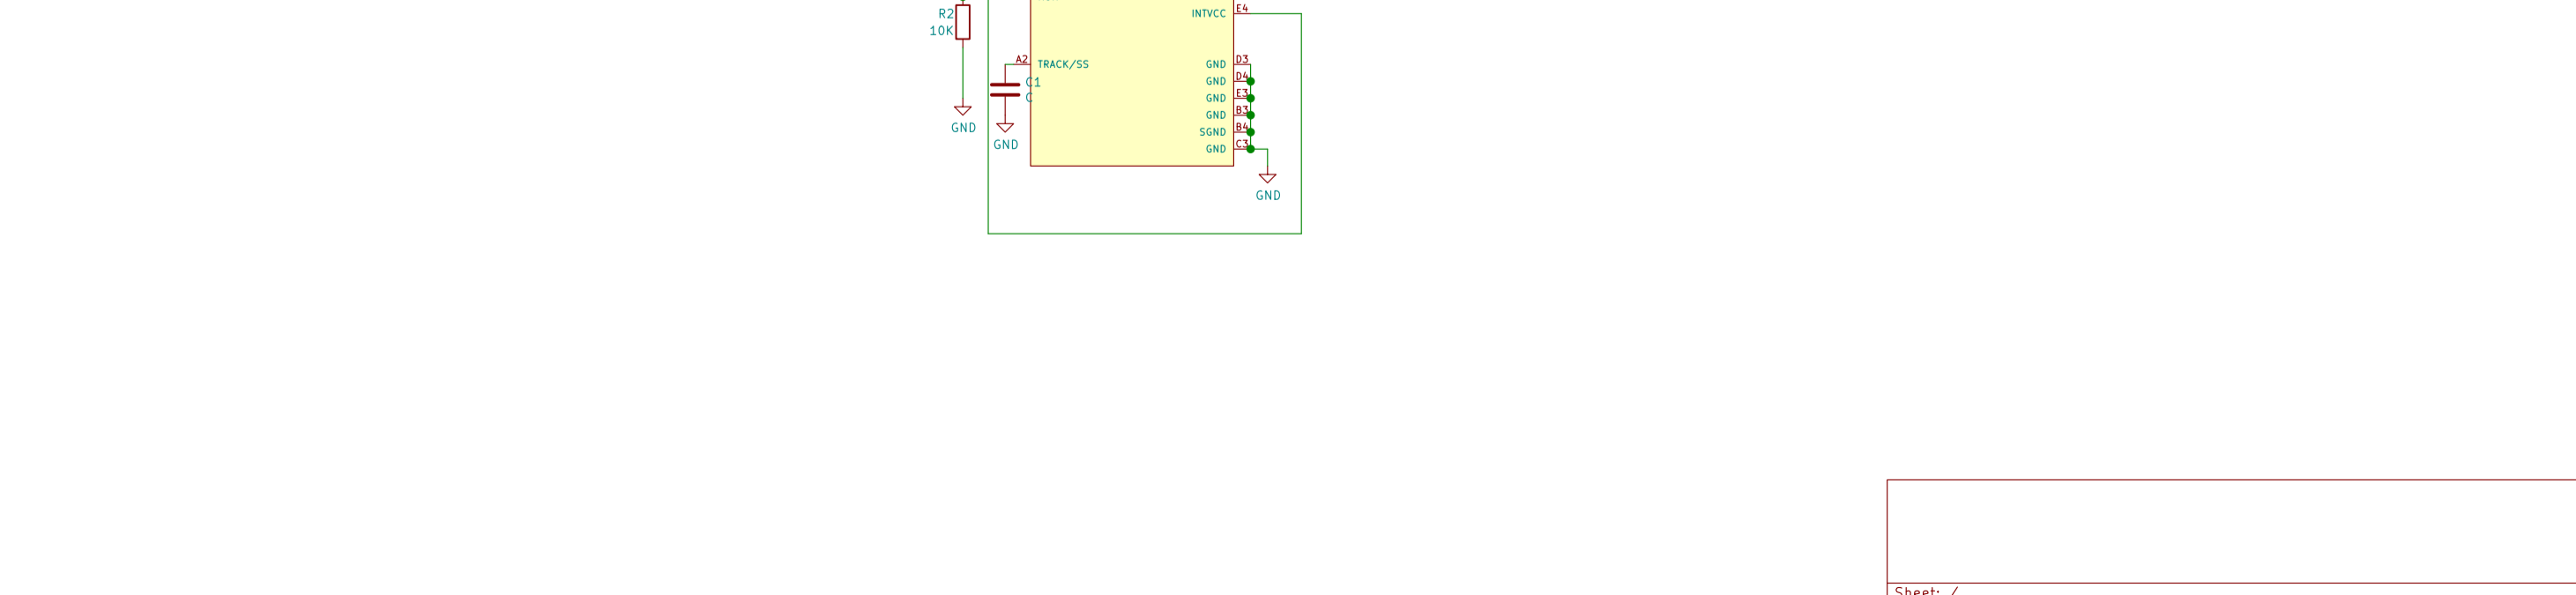 E4
R2
INTVCC
10K
A2
D3
TRACK/SS
GND
D4
C1
GND
E3
C
GND
B3
GND
B4
GND
SGND
C3
GND
GND
GND
Sheet: /